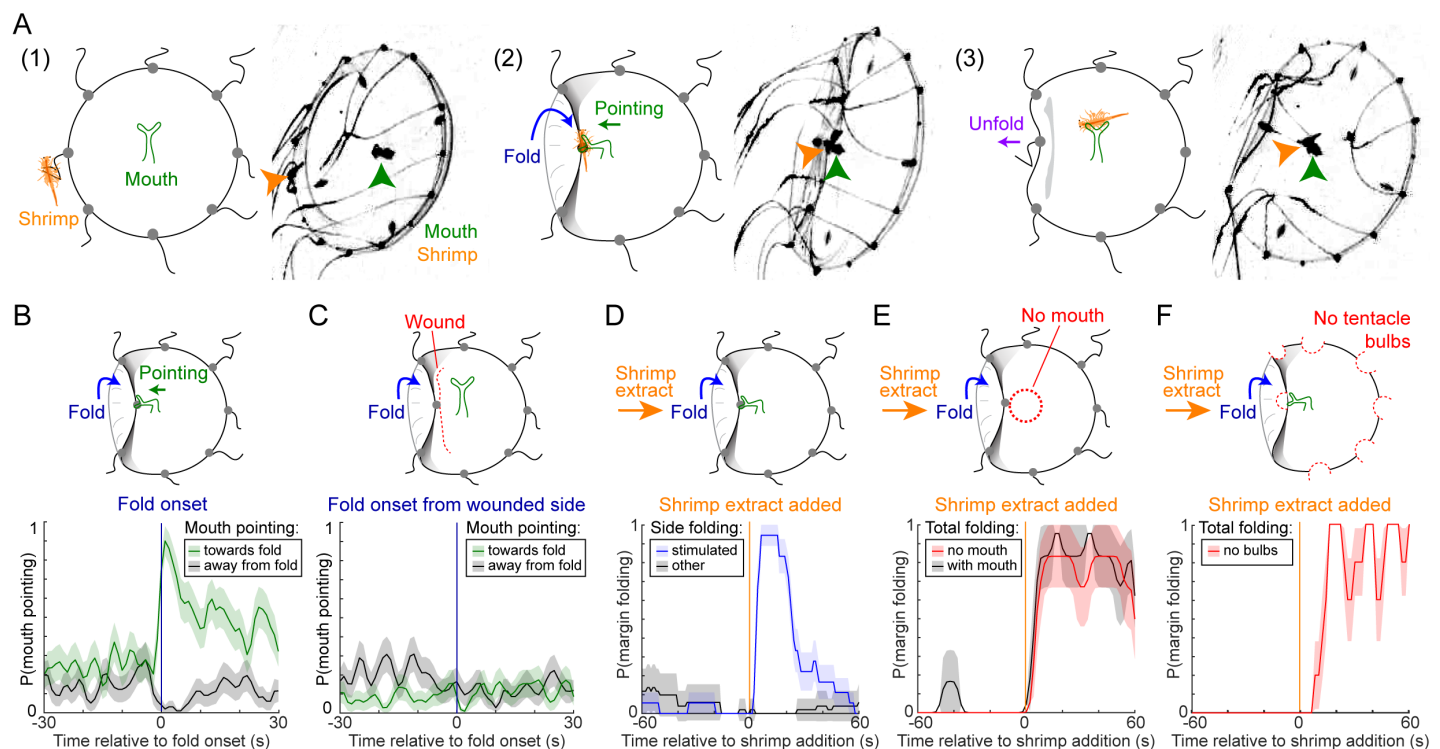 A
(1)
Mouth
Shrimp
Mouth
Shrimp
(2)
Pointing
Fold
(3)
Unfold
B
Pointing
Fold
Fold onset
Mouth pointing:
towards fold
away from fold
P(mouth pointing)
1
0
-30
0
30
Time relative to fold onset (s)
C
Wound
Fold
Fold onset from wounded side
Mouth pointing:
towards fold
away from fold
P(mouth pointing)
1
0
-30
0
30
Time relative to fold onset (s)
D
Shrimp
extract
Fold
Shrimp extract added
Side folding:
stimulated
other
P(margin folding)
1
0
-60
0
60
Time relative to shrimp addition (s)
E
No mouth
Shrimp
extract
Fold
Shrimp extract added
Total folding:
no mouth
with mouth
P(margin folding)
1
0
-60
0
60
Time relative to shrimp addition (s)
F
No tentacle
bulbs
Shrimp
extract
Fold
Shrimp extract added
Total folding:
no bulbs
P(margin folding)
1
0
-60
0
60
Time relative to shrimp addition (s)